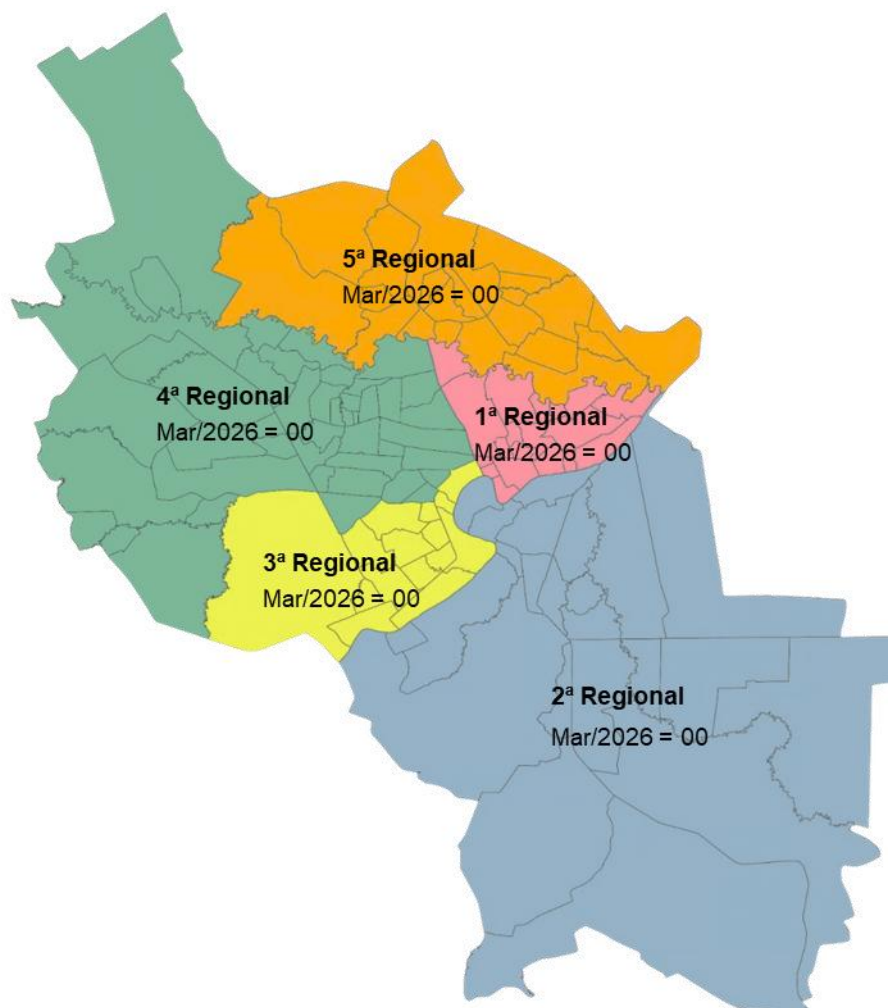 5ª Regional
Mar/2026 = 00
4ª Regional
Mar/2026 = 00
1ª Regional
Mar/2026 = 00
3ª Regional
Mar/2026 = 00
2ª Regional
Mar/2026 = 00